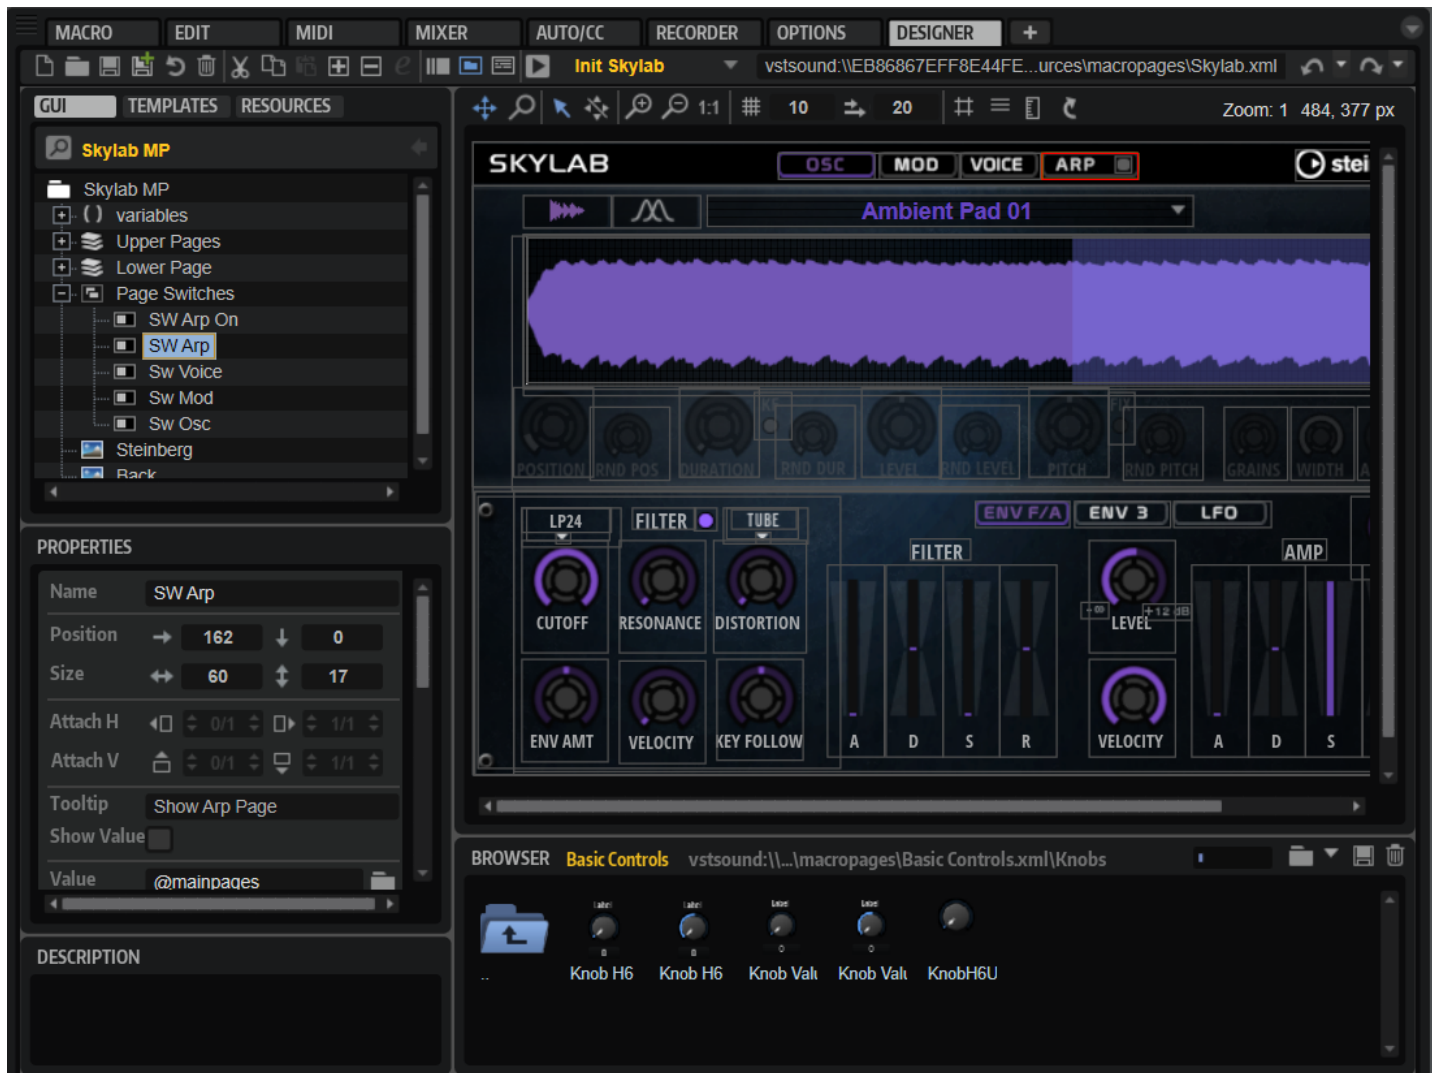 MACRO EDIT MIDI MIXER AUTO/CC RECORDER OPTIONS DESIGNER +
Init Skylab vstsound:\\EB86867EFF8E44FE...urces\macropages\Skylab.xml
GUI TEMPLATES RESOURCES
1:1 10 20 Zoom: 1 484, 377 px
Skylab MP
Skylab MP
variables
Upper Pages
Lower Page
Page Switches
SW Arp On
SW Arp
Sw Voice
Sw Mod
Sw Osc
Steinberg
Back
SKYLAB OSC MOD VOICE ARP stei
Ambient Pad 01
KF FIX
POSITION RND POS DURATION RND DUR LEVEL RND LEVEL PITCH RND PITCH GRAINS WIDTH A
ENV F/A ENV 3 LFO
LP24 FILTER TUBE
FILTER AMP
CUTOFF RESONANCE DISTORTION
-∞ +12 dB
LEVEL
ENV AMT VELOCITY KEY FOLLOW A D S R VELOCITY A D S
PROPERTIES
Name SW Arp
Position 162 0
Size 60 17
Attach H 0/1 1/1
Attach V 0/1 1/1
Tooltip Show Arp Page
Show Value
Value @mainpages
DESCRIPTION
BROWSER Basic Controls vstsound:\\...\macropages\Basic Controls.xml\Knobs
Label Label Label Label
.. Knob H6 Knob H6 Knob Valu Knob Valu KnobH6U